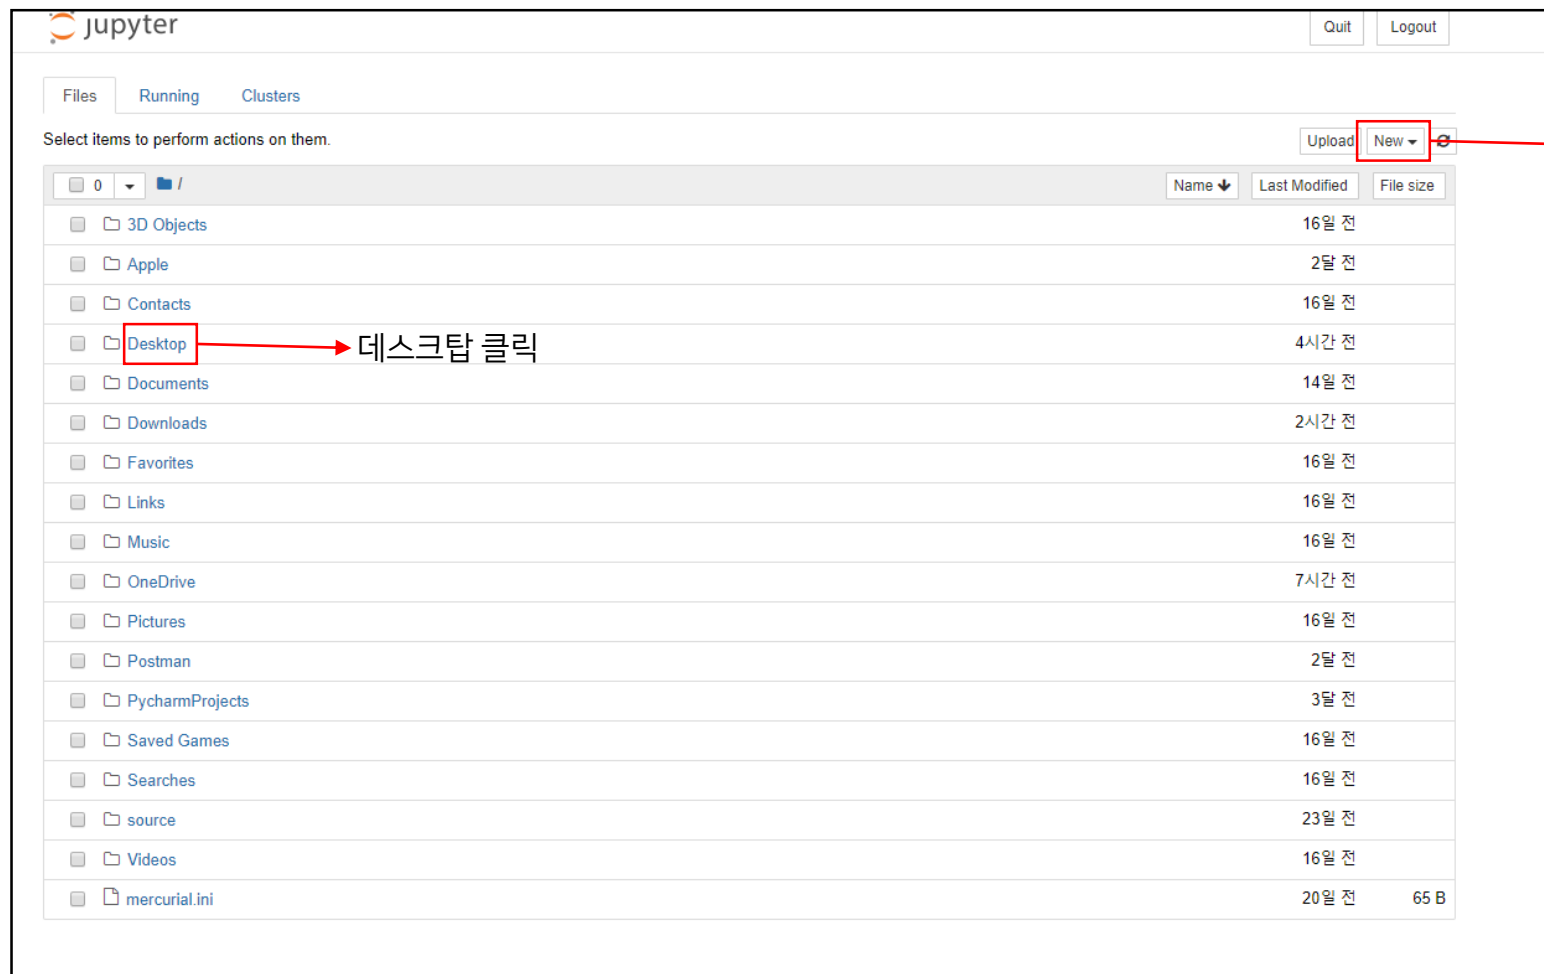 jupyter
Quit Logout
Files Running Clusters
Select items to perform actions on them.
Upload New
0 /
Name Last Modified File size
3D Objects 16일 전
Apple 2달 전
Contacts 16일 전
Desktop 데스크탑 클릭 4시간 전
Documents 14일 전
Downloads 2시간 전
Favorites 16일 전
Links 16일 전
Music 16일 전
OneDrive 7시간 전
Pictures 16일 전
Postman 2달 전
PycharmProjects 3달 전
Saved Games 16일 전
Searches 16일 전
source 23일 전
Videos 16일 전
mercurial.ini 20일 전 65 B